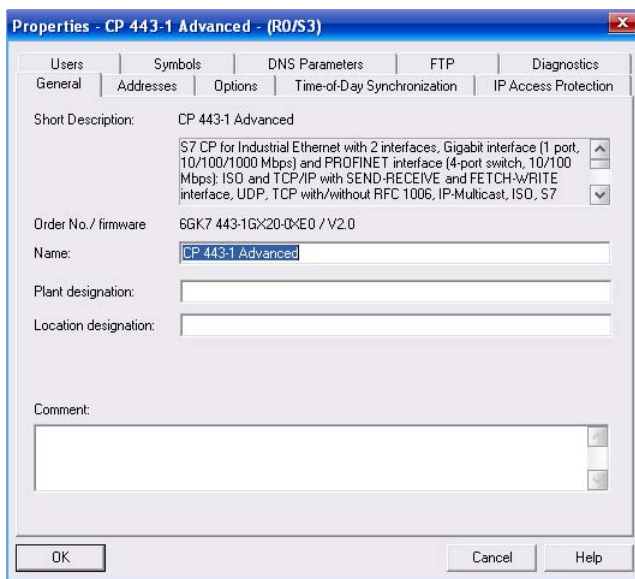 Properties - CP 443-1 Advanced - (R0/S3)
Users Symbols DNS Parameters FTP Diagnostics
General Addresses Options Time-of-Day Synchronization IP Access Protection
Short Description: CP 443-1 Advanced
S7 CP for Industrial Ethernet with 2 interfaces, Gigabit interface (1 port,
10/100/1000 Mbps) and PROFINET interface (4-port switch, 10/100
Mbps): ISO and TCP/IP with SEND-RECEIVE and FETCH-WRITE
interface, UDP, TCP with/without RFC 1006, IP-Multicast, ISO, S7
Order No./ firmware 6GK7 443-1GX20-0XE0 / V2.0
Name: CP 443-1 Advanced
Plant designation:
Location designation:
Comment:
OK Cancel Help